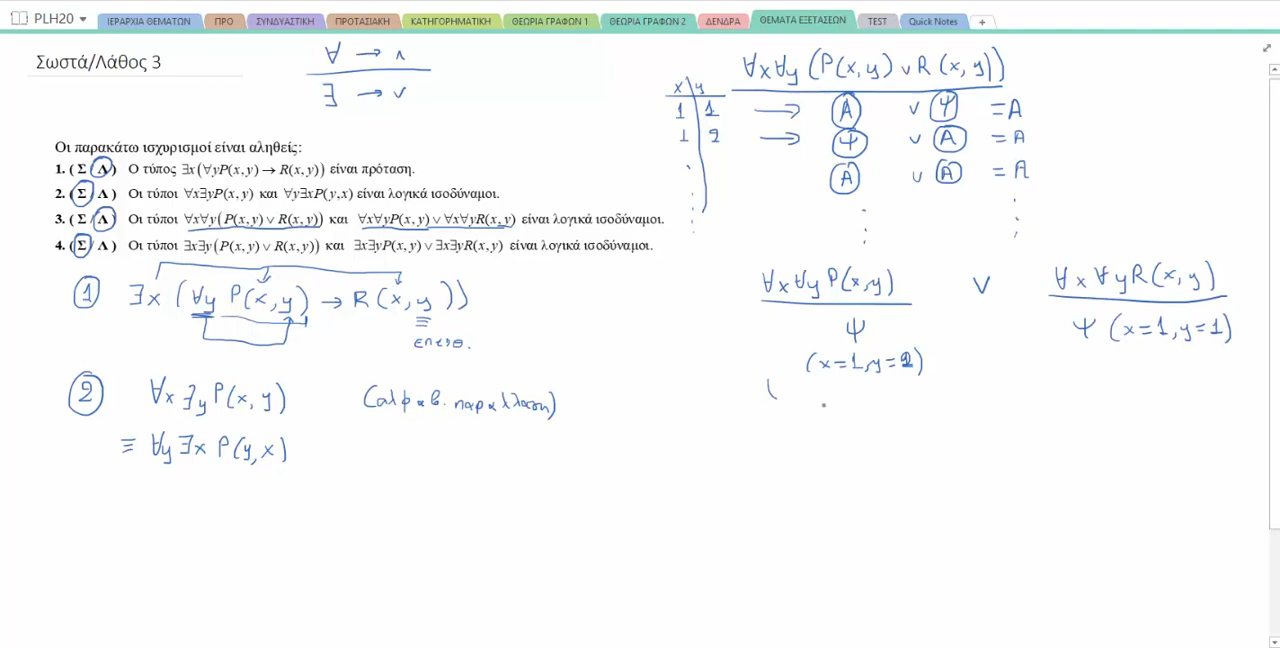 PLH20 ΙΕΡΑΡΧΙΑ ΘΕΜΑΤΩΝ ΠΡΟ ΣΥΝΔΥΑΣΤΙΚΗ ΠΡΟΤΑΣΙΑΚΗ ΚΑΤΗΓΟΡΗΜΑΤΙΚΗ ΘΕΩΡΙΑ ΓΡΑΦΩΝ 1 ΘΕΩΡΙΑ ΓΡΑΦΩΝ 2 ΔΕΝΔΡΑ ΘΕΜΑΤΑ ΕΞΕΤΑΣΕΩΝ TEST Quick Notes +
Σωστά/Λάθος 3
∀ → ∧
∃ → ∨
Οι παρακάτω ισχυρισμοί είναι αληθείς:
1. ( Σ / Λ ) Ο τύπος ∃x(∀yP(x, y) → R(x, y)) είναι πρόταση.
2. ( Σ / Λ ) Οι τύποι ∀x∃yP(x, y) και ∀y∃xP(y, x) είναι λογικά ισοδύναμοι.
3. ( Σ / Λ ) Οι τύποι ∀x∀y(P(x, y) ∨ R(x, y)) και ∀x∀yP(x, y) ∨ ∀x∀yR(x, y) είναι λογικά ισοδύναμοι.
4. ( Σ / Λ ) Οι τύποι ∃x∃y(P(x, y) ∨ R(x, y)) και ∃x∃yP(x, y) ∨ ∃x∃yR(x, y) είναι λογικά ισοδύναμοι.
1 ∃x (∀y P(x, y) → R(x, y))
2 ∀x ∃y P(x, y) (αλφαβ. παραλλαγή)
≡ ∀y ∃x P(y, x)
∀x∀y (P(x, y) ∨ R(x, y))
x y
1 1 → Α ∨ Ψ = Α
1 2 → Ψ ∨ Α = Α
Α ∨ Α = Α
∀x∀y P(x, y) ∨ ∀x∀y R(x, y)
Ψ Ψ (x=1, y=1)
(x=1, y=2)
(